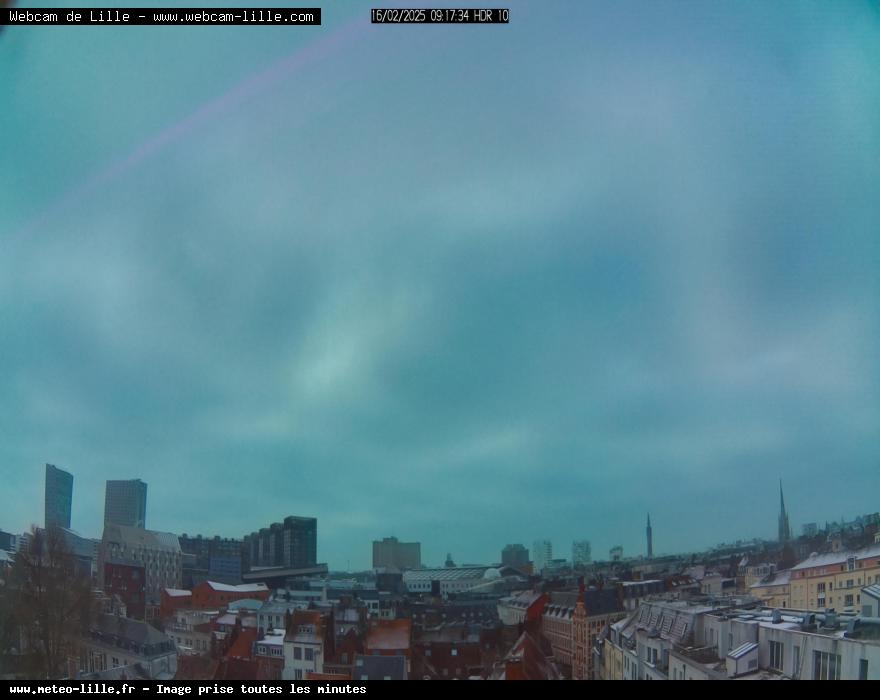 Webcam de Lille - www.webcam-lille.com
16/02/2025 09:17:34 HDR 10
www.meteo-lille.fr - Image prise toutes les minutes